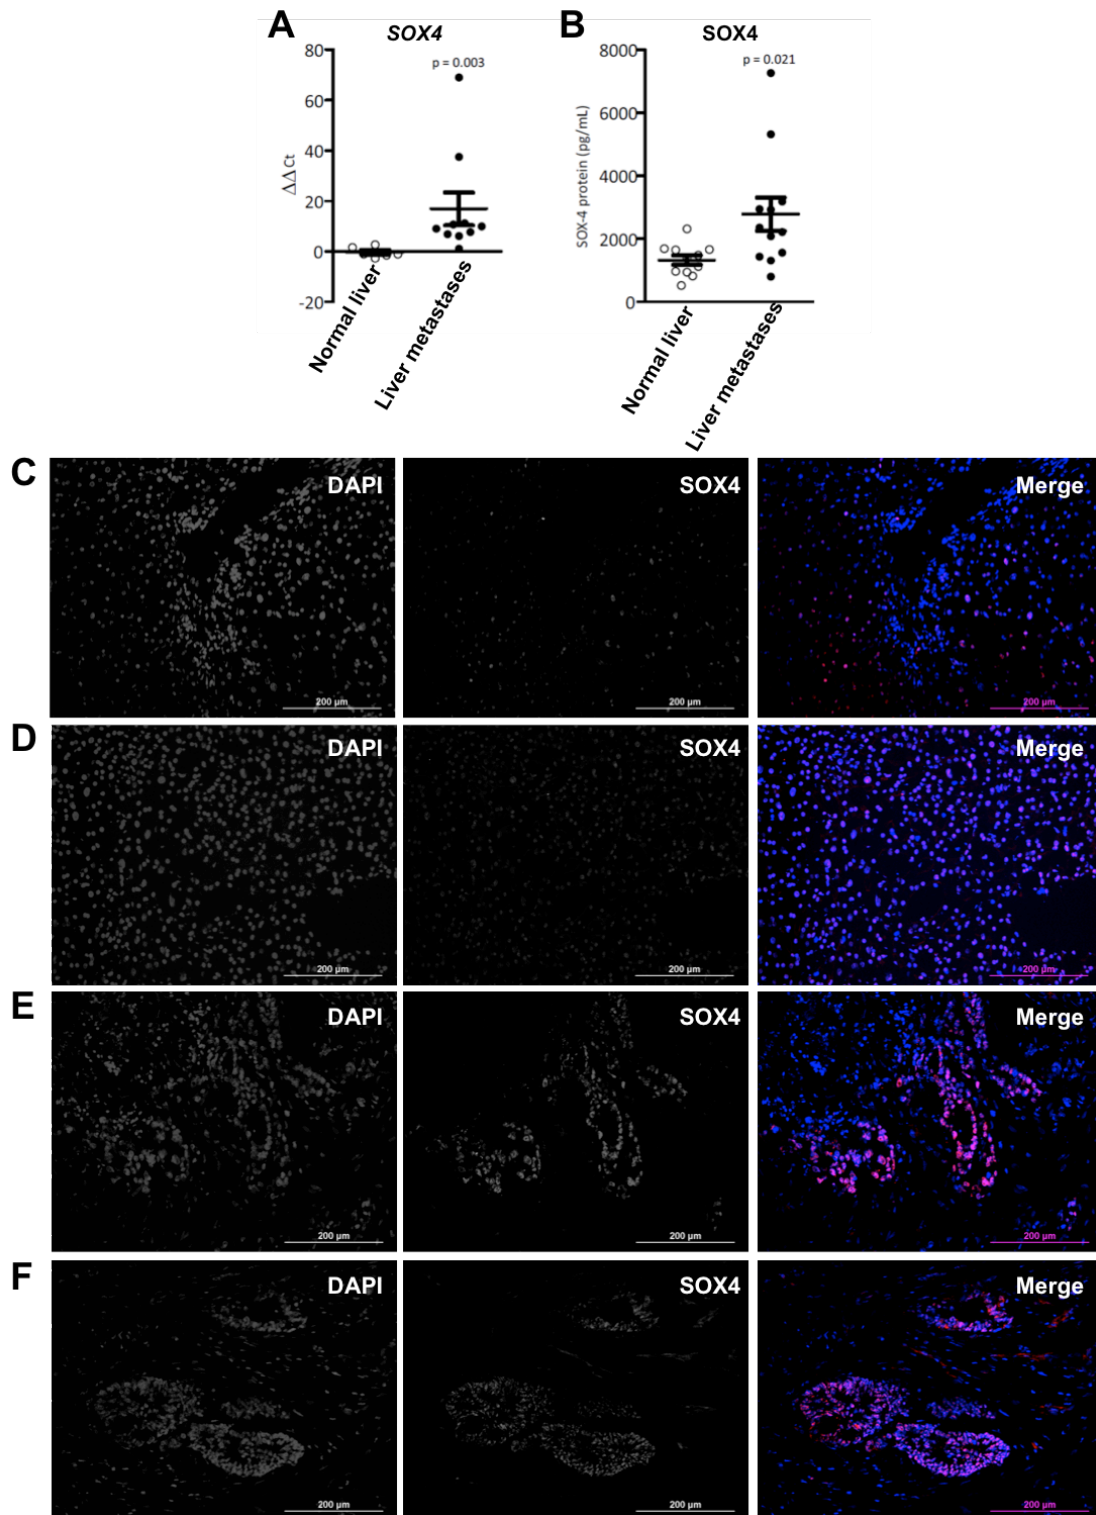 A
SOX4
p = 0.003
80
60
40
20
0
-20
ΔΔCt
Normal liver
Liver metastases
B
SOX4
p = 0.021
8000
6000
4000
2000
0
SOX-4 protein (pg/mL)
Normal liver
Liver metastases
C
DAPI
SOX4
Merge
200 µm
200 µm
200 µm
D
DAPI
SOX4
Merge
200 µm
200 µm
200 µm
E
DAPI
SOX4
Merge
200 µm
200 µm
200 µm
F
DAPI
SOX4
Merge
200 µm
200 µm
200 µm